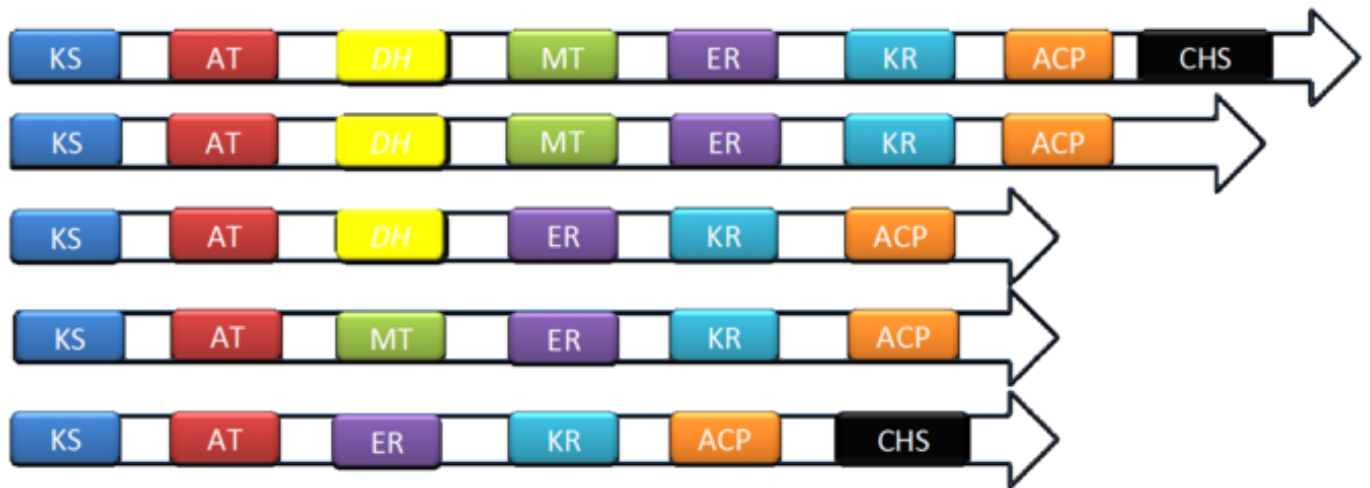 KS AT DH MT ER KR ACP CHS
KS AT DH MT ER KR ACP
KS AT DH ER KR ACP
KS AT MT ER KR ACP
KS AT ER KR ACP CHS